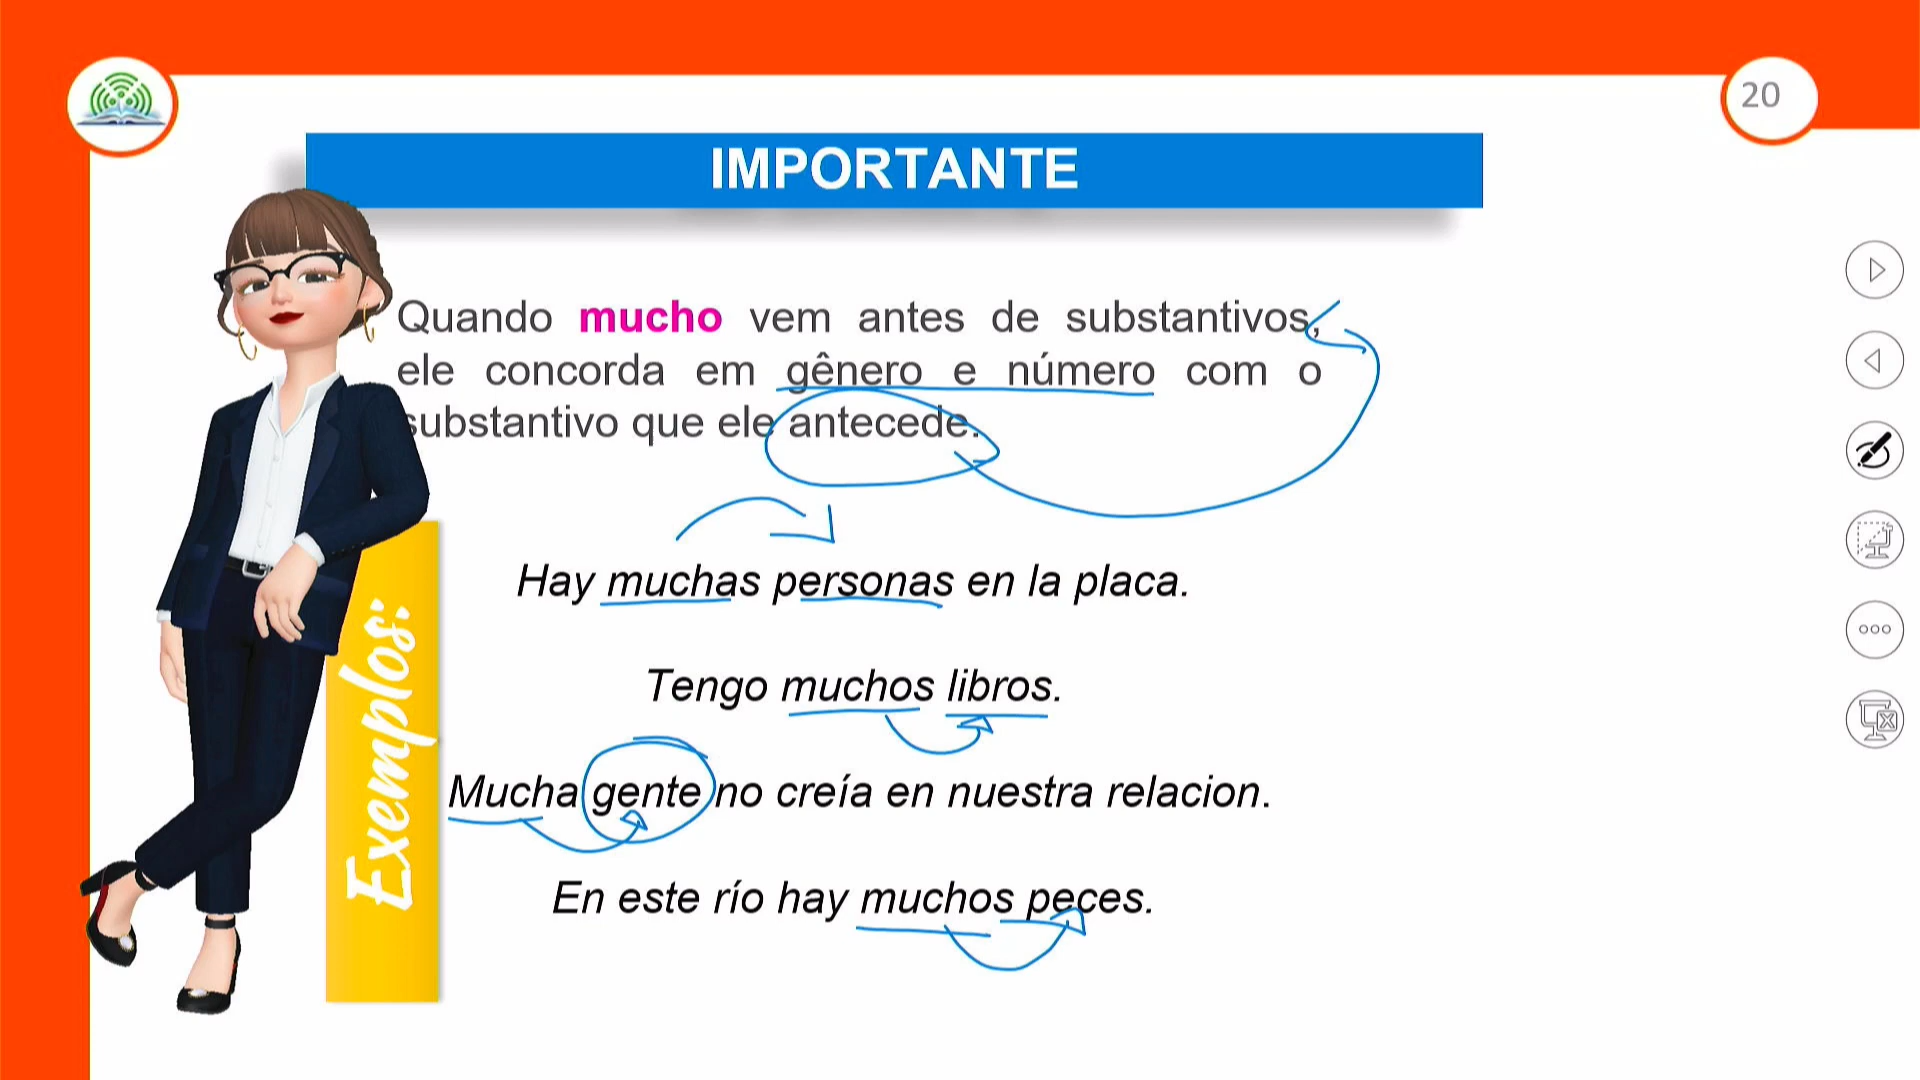 20
IMPORTANTE
Quando mucho vem antes de substantivos,
ele concorda em gênero e número com o
substantivo que ele antecede.
Hay muchas personas en la placa.
Tengo muchos libros.
Mucha gente no creía en nuestra relacion.
En este río hay muchos peces.
Exemplos: